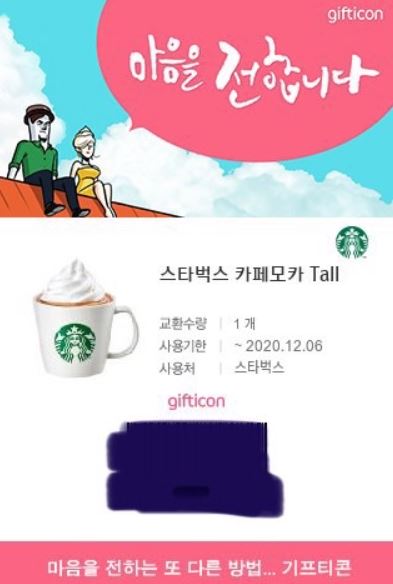 gifticon
마음을 전합니다
스타벅스 카페모카 Tall
교환수량 | 1 개
사용기한 | ~ 2020.12.06
사용처 | 스타벅스
gifticon
마음을 전하는 또 다른 방법... 기프티콘